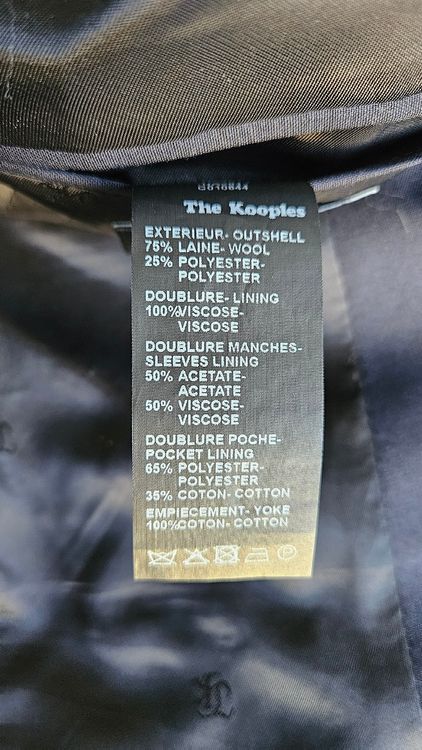 The Kooples
EXTERIEUR- OUTSHELL
75% LAINE- WOOL
25% POLYESTER-
POLYESTER
DOUBLURE- LINING
100%VISCOSE-
VISCOSE
DOUBLURE MANCHES-
SLEEVES LINING
50% ACETATE-
ACETATE
50% VISCOSE-
VISCOSE
DOUBLURE POCHE-
POCKET LINING
65% POLYESTER-
POLYESTER
35% COTON- COTTON
EMPIECEMENT- YOKE
100%COTON- COTTON
P